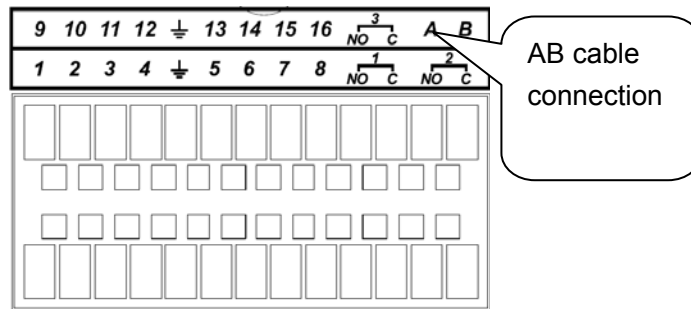 9 10 11 12 ⏚ 13 14 15 16 NO 3 C A B
1 2 3 4 ⏚ 5 6 7 8 NO 1 C NO 2 C
AB cable
connection